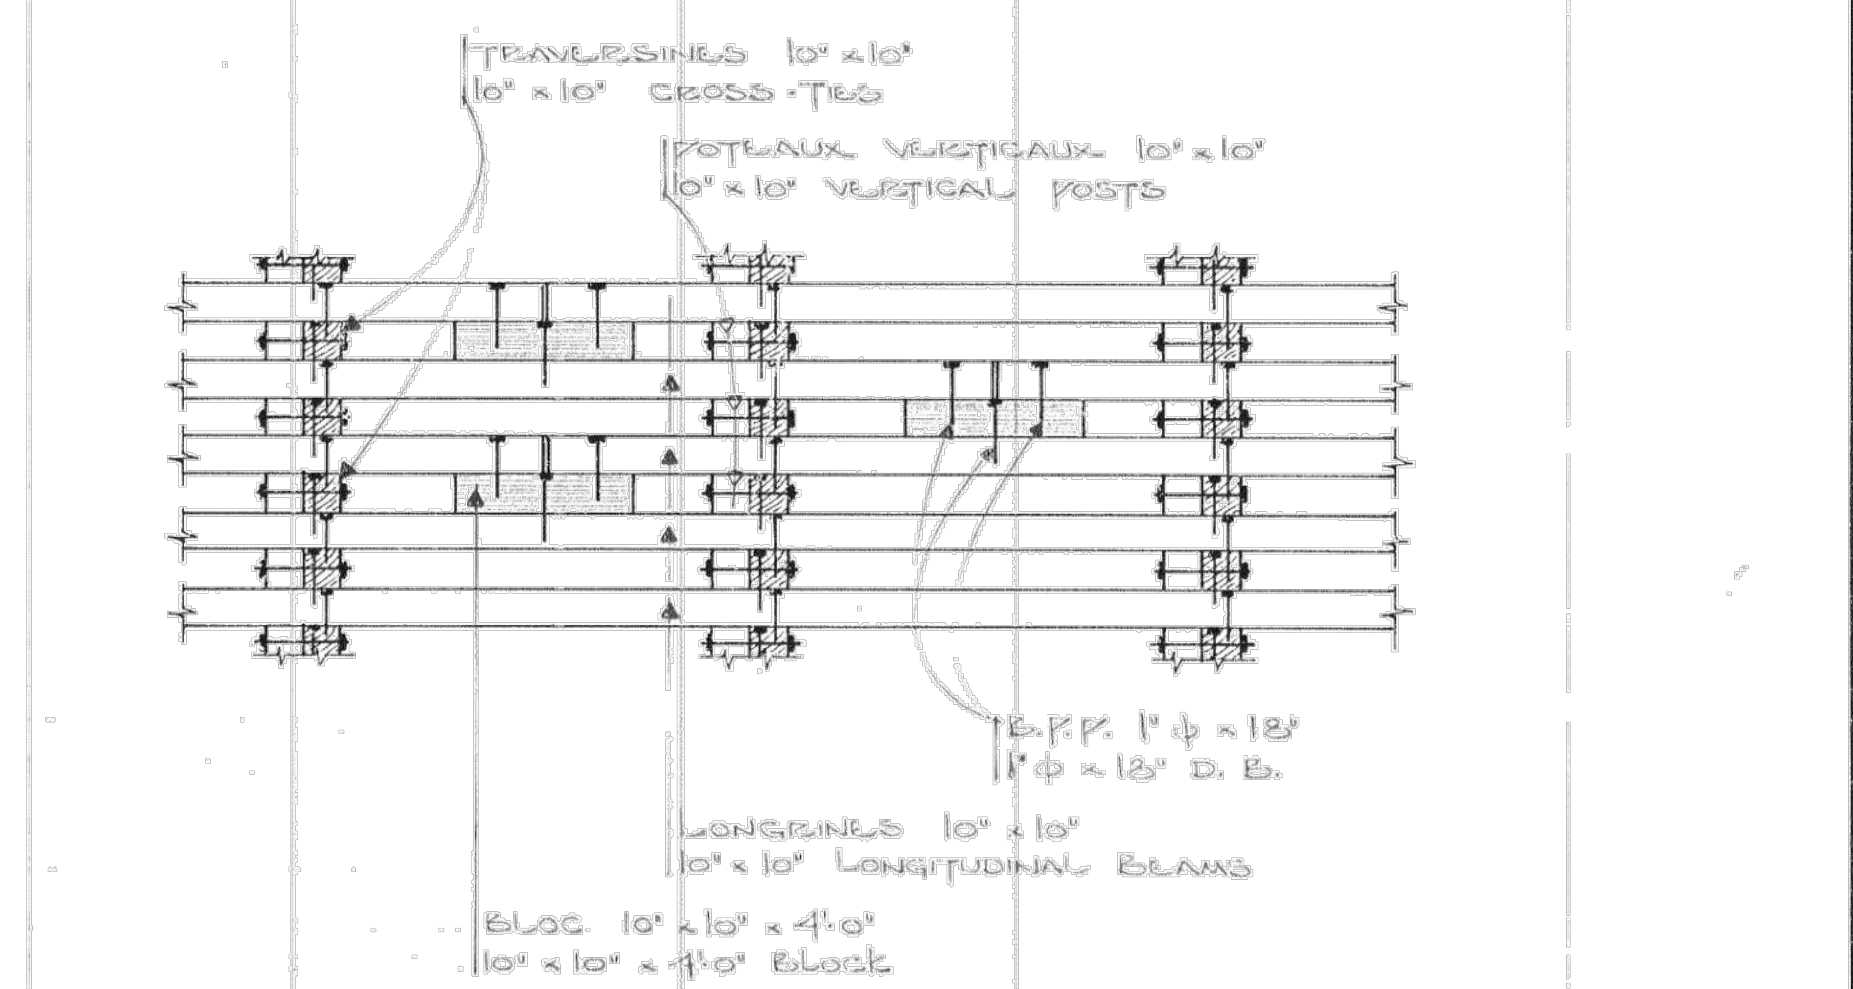 TRAVERSINES 10" x 10"
10" x 10" CROSS-TIES
POTEAUX VERTICAUX 10" x 10"
10" x 10" VERTICAL POSTS
B.P.P. 1" ϕ x 18"
1" ϕ x 18" D. B.
LONGRINES 10" x 10"
10" x 10" LONGITUDINAL BEAMS
BLOC. 10" x 10" x 4'-0"
10" x 10" x 4'-0" BLOCK